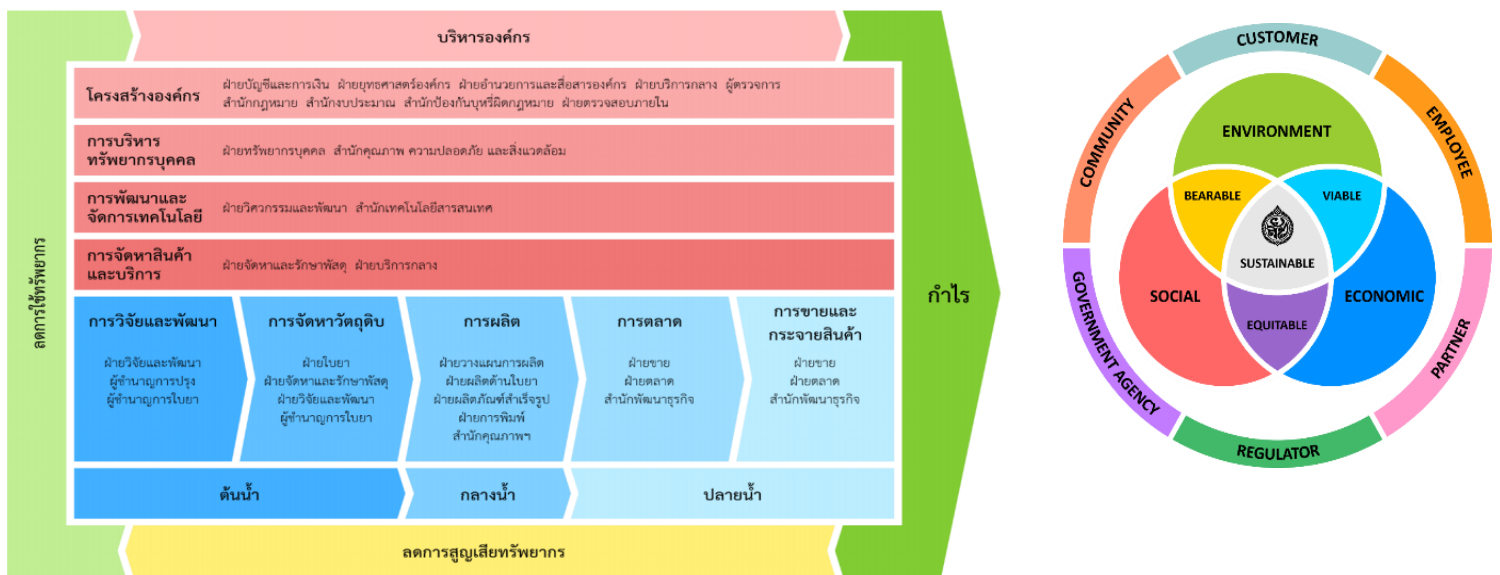 บริหารองค์กร
โครงสร้างองค์กร
ฝ่ายบัญชีและการเงิน ฝ่ายยุทธศาสตร์องค์กร ฝ่ายอำนวยการและสื่อสารองค์กร ฝ่ายบริการกลาง ผู้ตรวจการ
สำนักกฎหมาย สำนักงบประมาณ สำนักป้องกันบุหรี่ผิดกฎหมาย ฝ่ายตรวจสอบภายใน
การบริหาร
ทรัพยากรบุคคล
ฝ่ายทรัพยากรบุคคล สำนักคุณภาพ ความปลอดภัย และสิ่งแวดล้อม
การพัฒนาและ
จัดการเทคโนโลยี
ฝ่ายวิศวกรรมและพัฒนา สำนักเทคโนโลยีสารสนเทศ
การจัดหาสินค้า
และบริการ
ฝ่ายจัดหาและรักษาพัสดุ ฝ่ายบริการกลาง
ลดการใช้ทรัพยากร
กำไร
การวิจัยและพัฒนา
ฝ่ายวิจัยและพัฒนา
ผู้ชำนาญการปรุง
ผู้ชำนาญการใบยา
การจัดหาวัตถุดิบ
ฝ่ายใบยา
ฝ่ายจัดหาและรักษาพัสดุ
ฝ่ายวิจัยและพัฒนา
ผู้ชำนาญการใบยา
การผลิต
ฝ่ายวางแผนการผลิต
ฝ่ายผลิตด้านใบยา
ฝ่ายผลิตภัณฑ์สำเร็จรูป
ฝ่ายการพิมพ์
สำนักคุณภาพฯ
การตลาด
ฝ่ายขาย
ฝ่ายตลาด
สำนักพัฒนาธุรกิจ
การขายและ
กระจายสินค้า
ฝ่ายขาย
ฝ่ายตลาด
สำนักพัฒนาธุรกิจ
ต้นน้ำ
กลางน้ำ
ปลายน้ำ
ลดการสูญเสียทรัพยากร
CUSTOMER
EMPLOYEE
PARTNER
REGULATOR
GOVERNMENT AGENCY
COMMUNITY
ENVIRONMENT
BEARABLE
VIABLE
SUSTAINABLE
SOCIAL
ECONOMIC
EQUITABLE